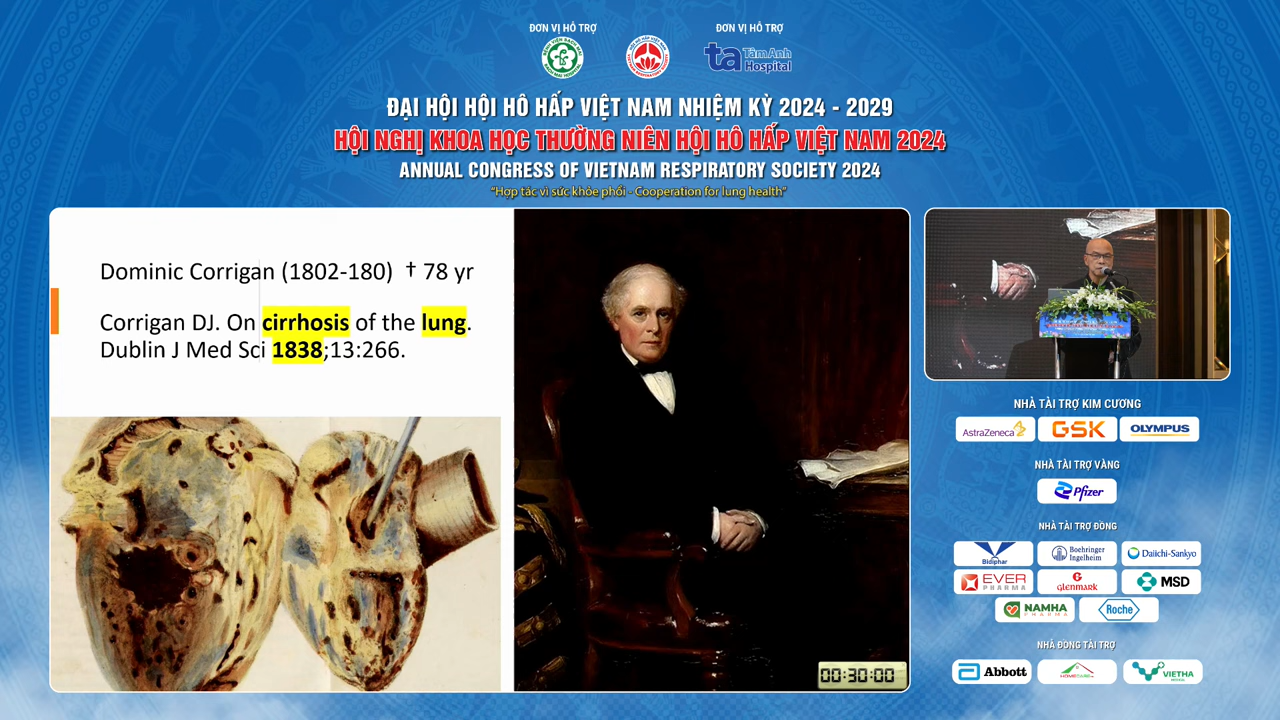 ĐƠN VỊ HỖ TRỢ
ĐƠN VỊ HỖ TRỢ
ta TâmAnh
Hospital
ĐẠI HỘI HỘI HÔ HẤP VIỆT NAM NHIỆM KỲ 2024 - 2029
HỘI NGHỊ KHOA HỌC THƯỜNG NIÊN HỘI HÔ HẤP VIỆT NAM 2024
ANNUAL CONGRESS OF VIETNAM RESPIRATORY SOCIETY 2024
"Hợp tác vì sức khỏe phổi - Cooperation for lung health"
Dominic Corrigan (1802-180) † 78 yr
Corrigan DJ. On cirrhosis of the lung.
Dublin J Med Sci 1838;13:266.
00:30:00
NHÀ TÀI TRỢ KIM CƯƠNG
AstraZeneca
GSK
OLYMPUS
NHÀ TÀI TRỢ VÀNG
Pfizer
NHÀ TÀI TRỢ ĐỒNG
Bidiphar
Boehringer
Ingelheim
Daiichi-Sankyo
EVER
PHARMA
GLENMARK
MSD
NAMHA
PHARMA
Roche
NHÀ ĐỒNG TÀI TRỢ
Abbott
HOMECARE
VIETHA